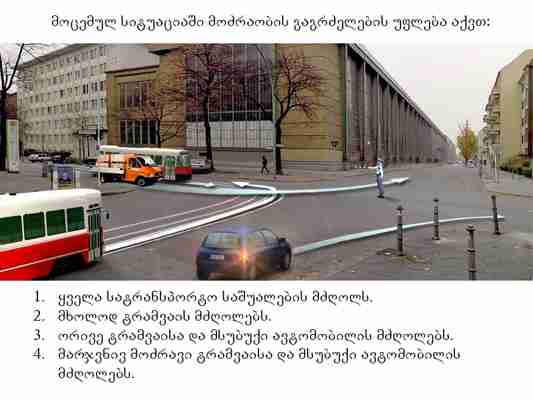 მოცემულ სიტუაციაში მოძრაობის გაგრძელების უფლება აქვთ:
1. ყველა სატრანსპორტო საშუალების მძღოლს.
2. მხოლოდ ტრამვაის მძღოლებს.
3. ორივე ტრამვაისა და მსუბუქი ავტომობილის მძღოლებს.
4. მარჯვნივ მოძრავი ტრამვაისა და მსუბუქი ავტომობილის
მძღოლებს.